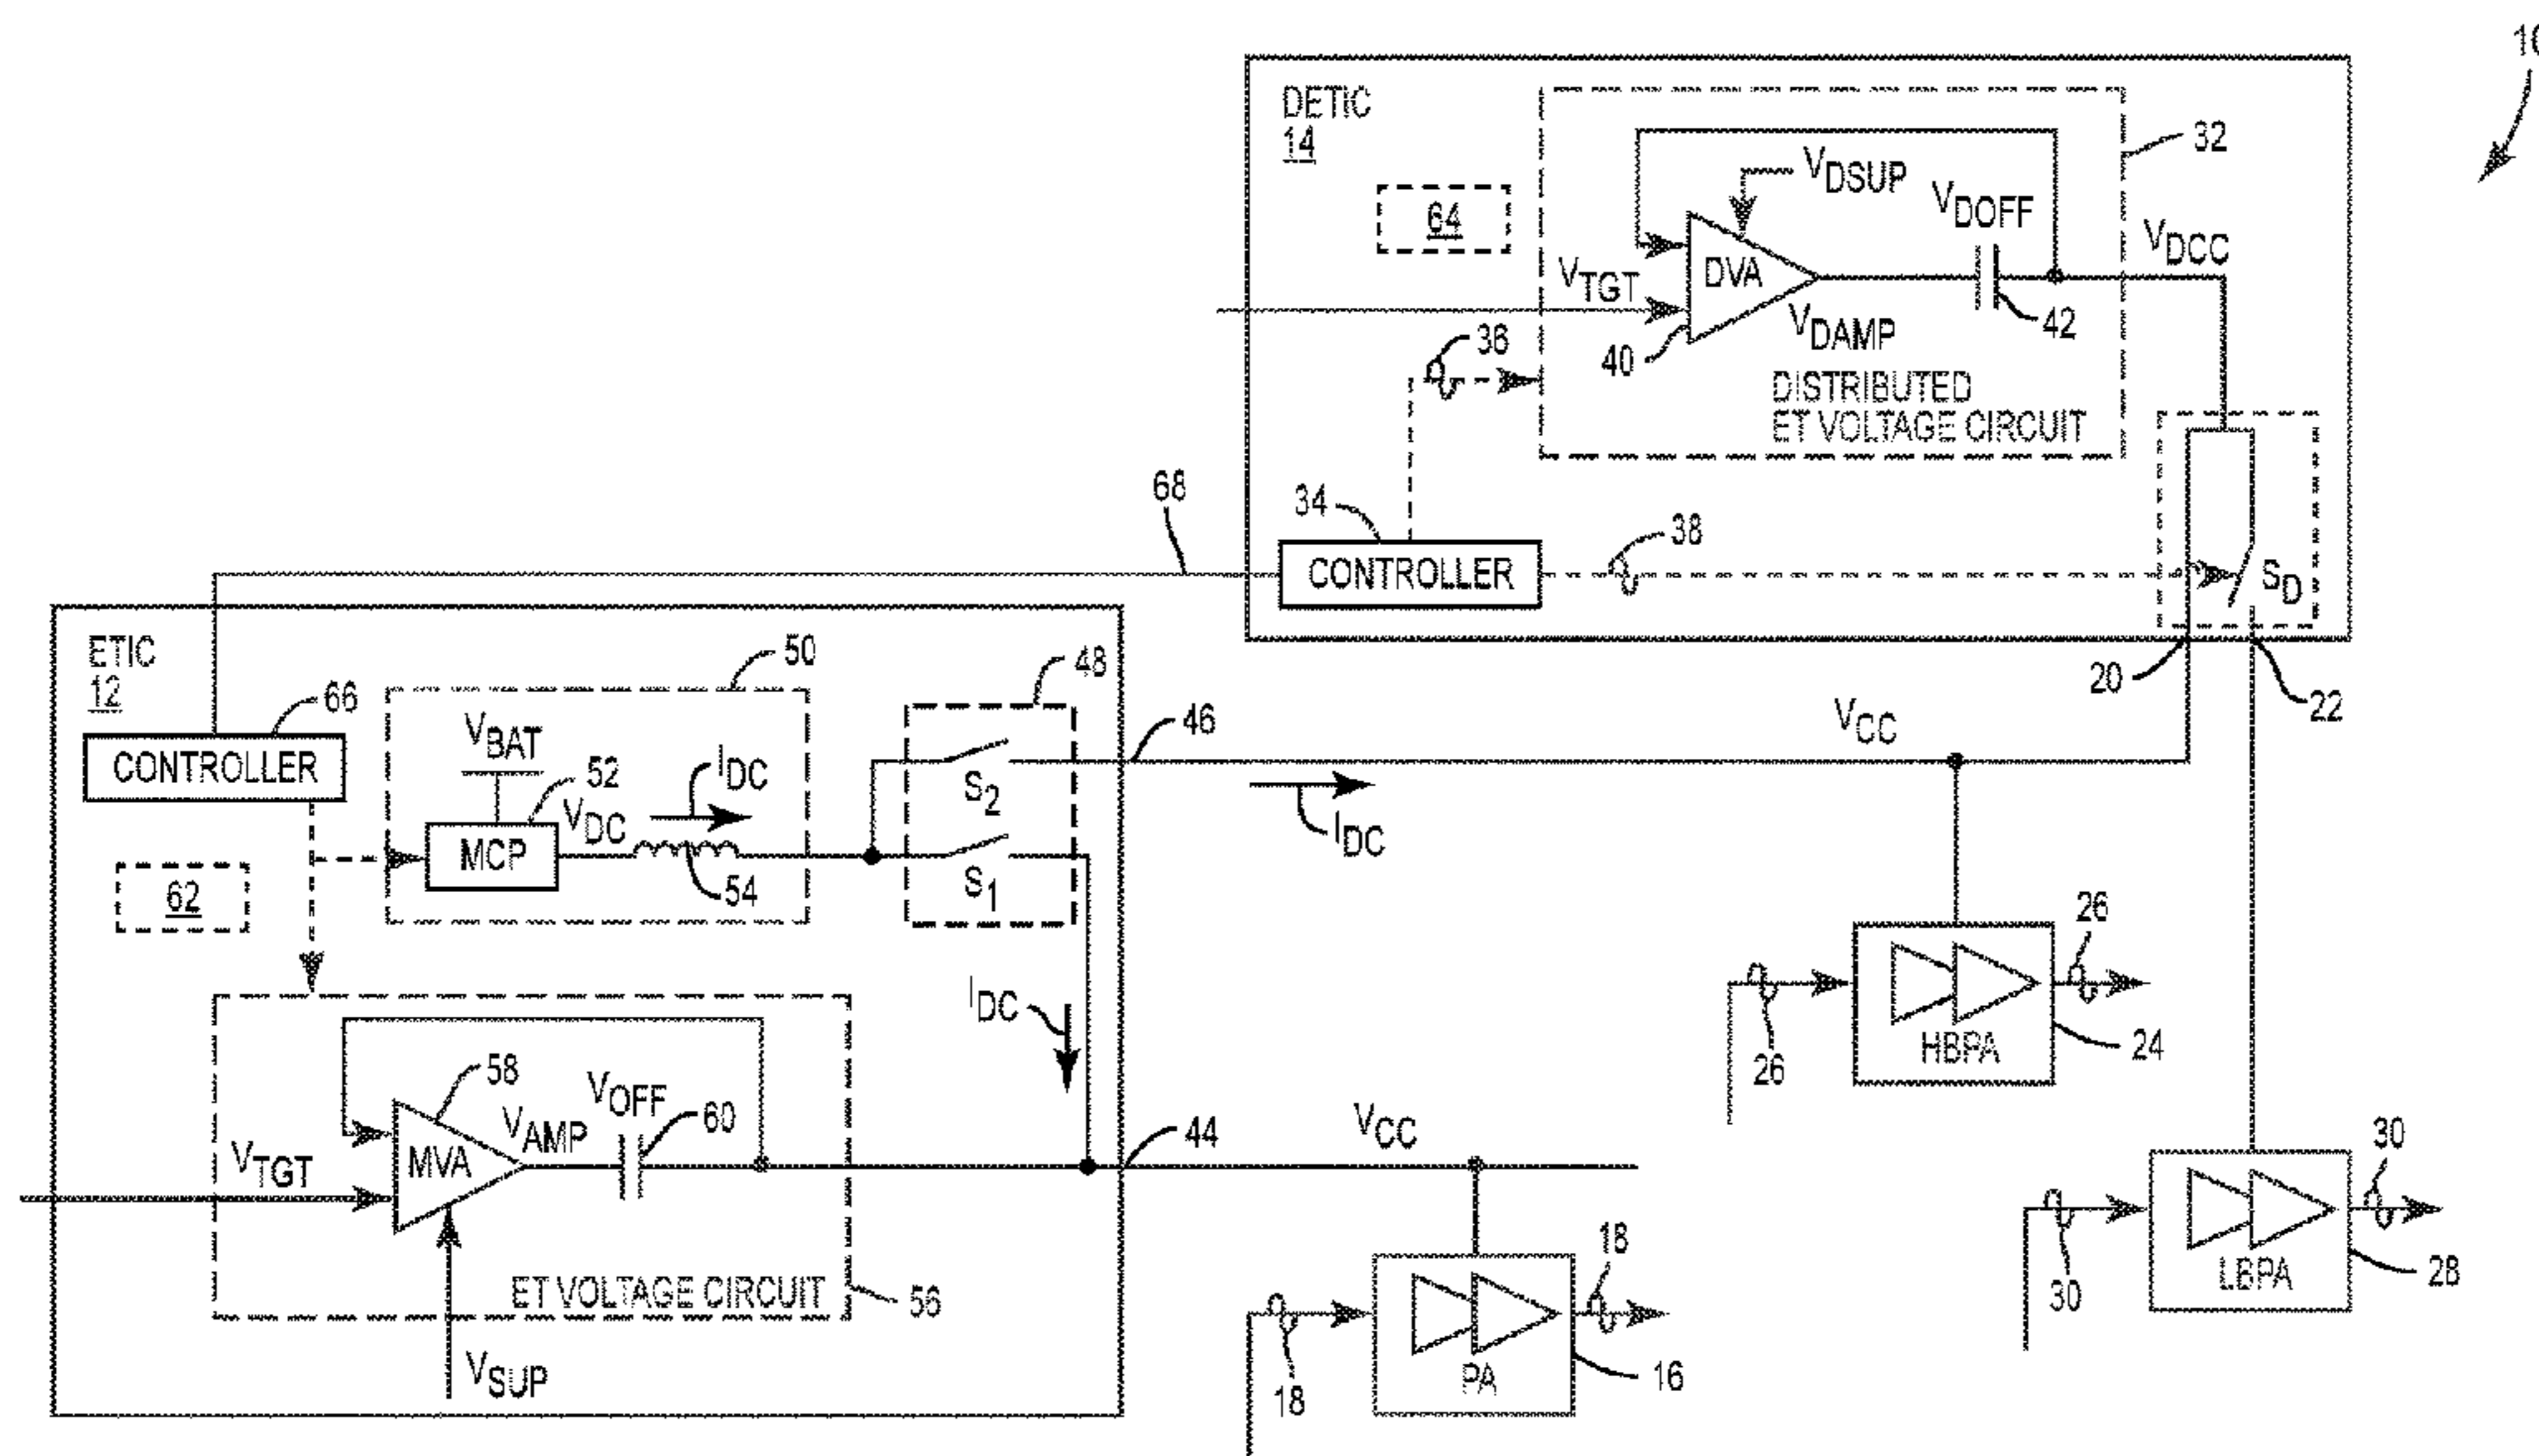 10
DETIC
14
32
64
VDSUP
VDOFF
VDCC
VTGT
DVA
VDAMP
42
40
36
DISTRIBUTED
ET VOLTAGE CIRCUIT
68
34
38
CONTROLLER
SD
20
22
ETIC
12
66
50
48
46
VCC
CONTROLLER
VBAT
52
IDC
VDC
S2
IDC
MCP
54
S1
62
26
26
HBPA
24
IDC
58
VOFF
60
VAMP
44
VCC
VTGT
MVA
30
30
LBPA
28
18
18
PA
16
ET VOLTAGE CIRCUIT
56
VSUP